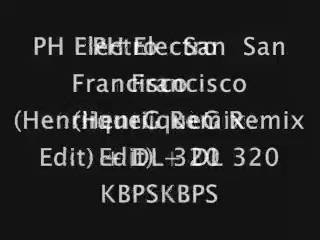 PH Electro San
Francisco
Remix
Edit) + DL 320
KBPS